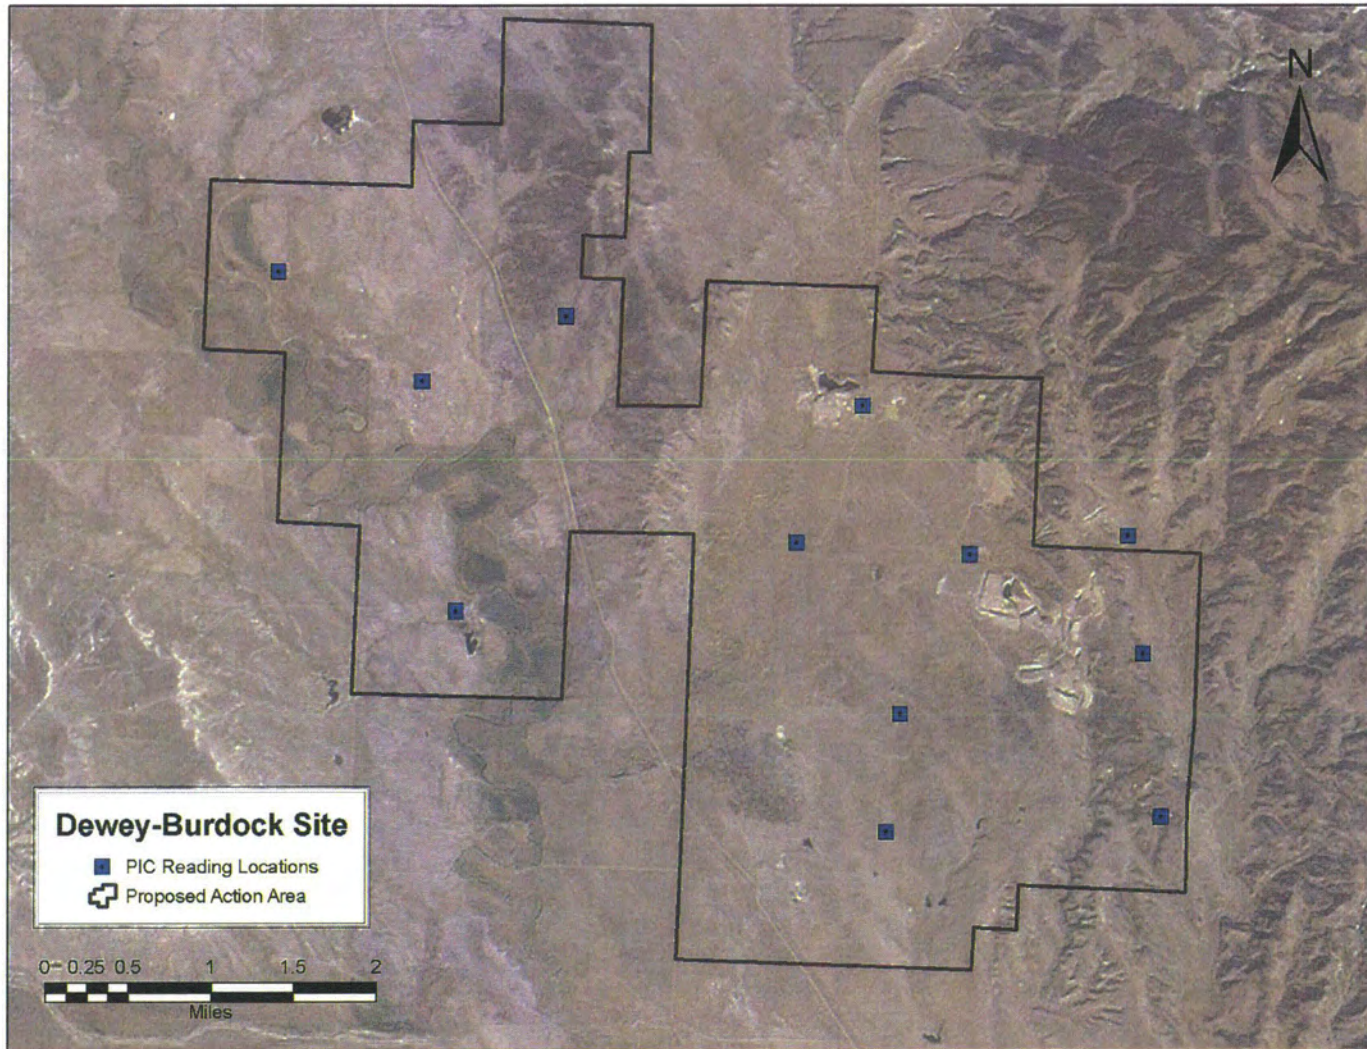 N
Dewey-Burdock Site
PIC Reading Locations
Proposed Action Area
0 0.25 0.5 1 1.5 2
Miles